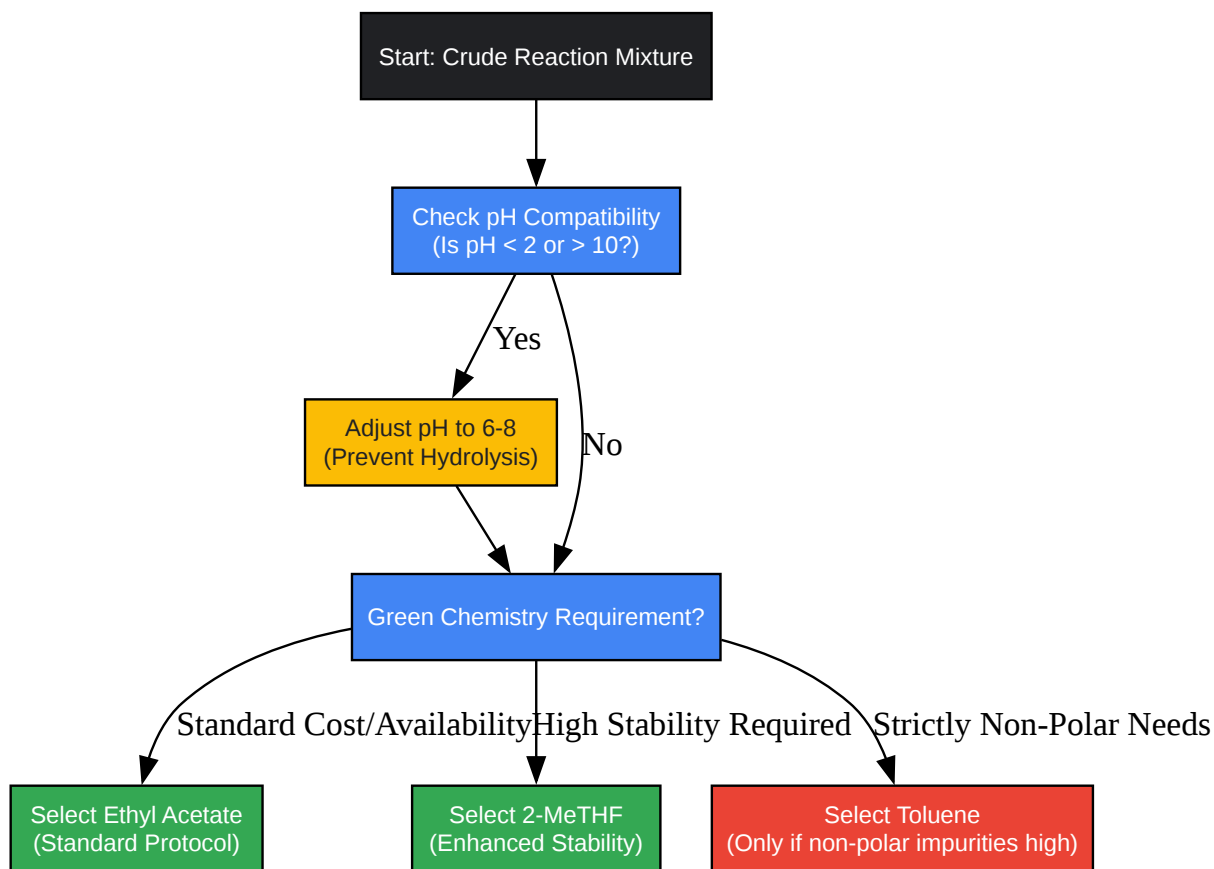 Start: Crude Reaction Mixture
Check pH Compatibility
(Is pH < 2 or > 10?)
Yes
Adjust pH to 6-8
(Prevent Hydrolysis)
No
Green Chemistry Requirement?
Standard Cost/Availability
High Stability Required
Strictly Non-Polar Needs
Select Ethyl Acetate
(Standard Protocol)
Select 2-MeTHF
(Enhanced Stability)
Select Toluene
(Only if non-polar impurities high)